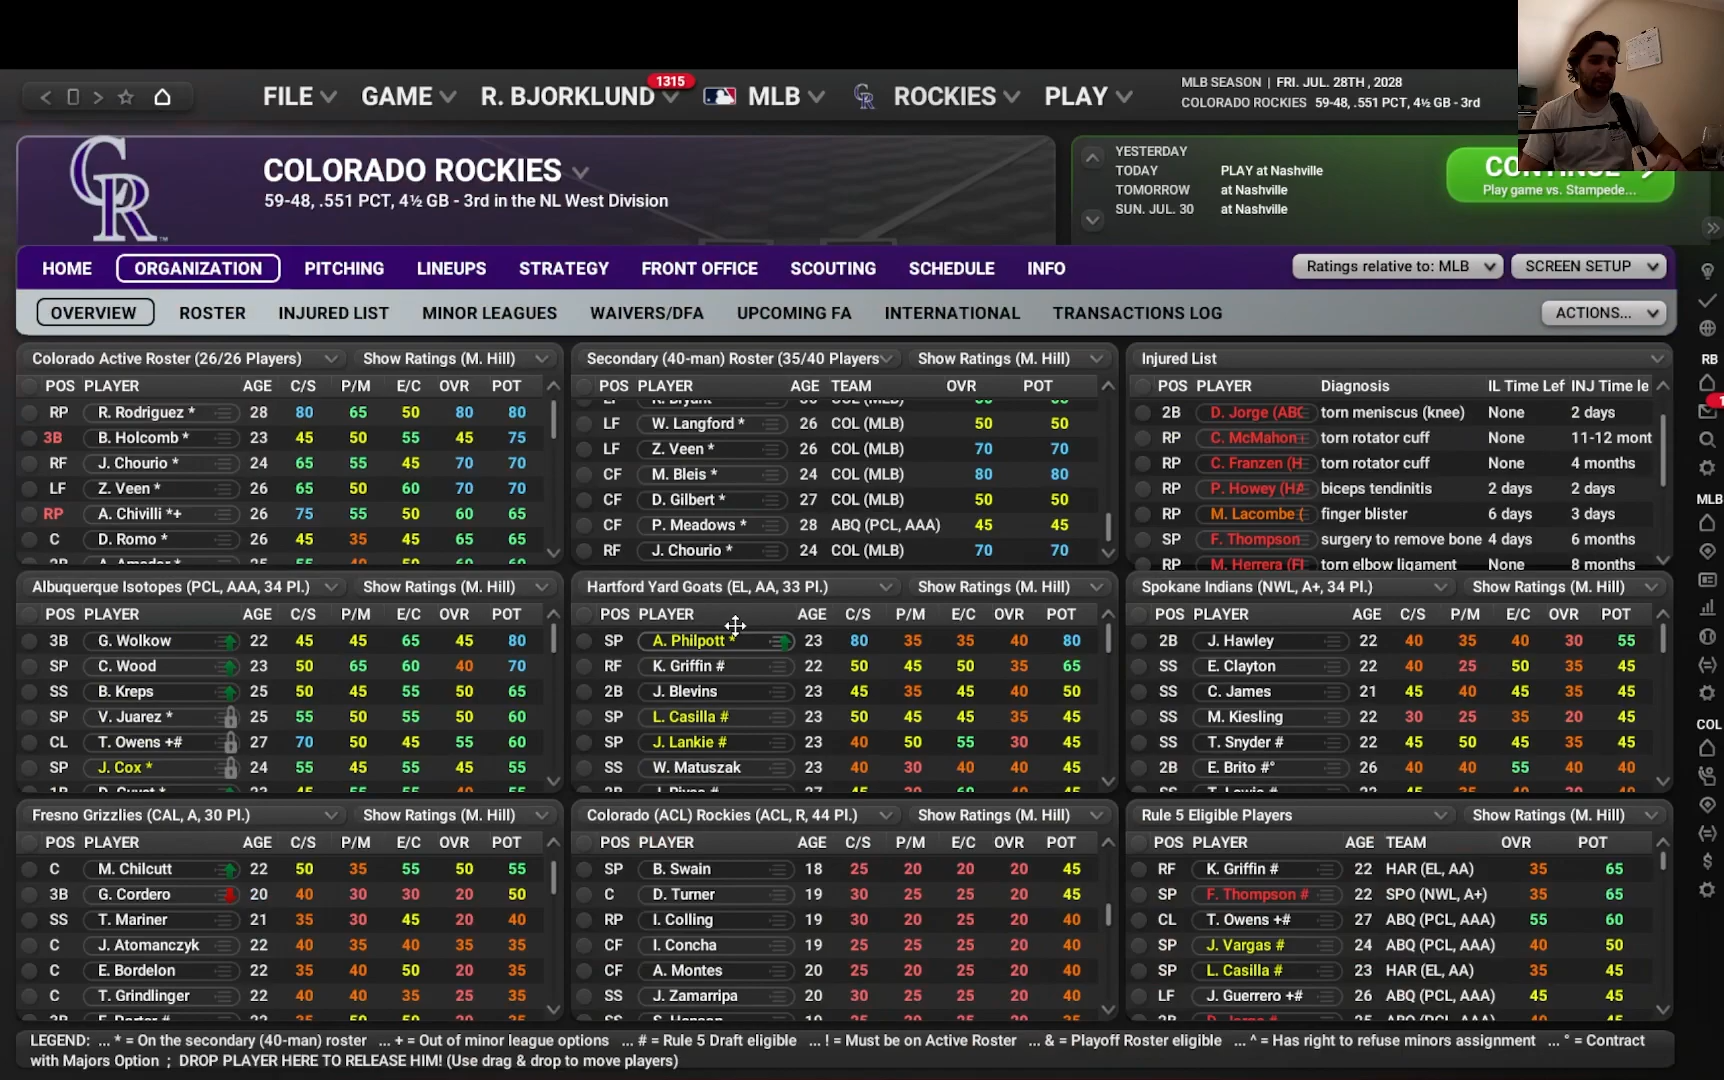 FILE GAME R. BJORKLUND 1315 MLB ROCKIES PLAY
MLB SEASON | FRI. JUL. 28TH, 2028
COLORADO ROCKIES 59-48, .551 PCT, 4½ GB - 3rd
COLORADO ROCKIES
59-48, .551 PCT, 4½ GB - 3rd in the NL West Division
YESTERDAY
TODAY PLAY at Nashville
TOMORROW at Nashville
SUN. JUL. 30 at Nashville
Play game vs. Stampede...
HOME ORGANIZATION PITCHING LINEUPS STRATEGY FRONT OFFICE SCOUTING SCHEDULE INFO Ratings relative to: MLB SCREEN SETUP
OVERVIEW ROSTER INJURED LIST MINOR LEAGUES WAIVERS/DFA UPCOMING FA INTERNATIONAL TRANSACTIONS LOG ACTIONS...
Colorado Active Roster (26/26 Players) Show Ratings (M. Hill)
POS PLAYER AGE C/S P/M E/C OVR POT
RP R. Rodriguez * 28 80 65 50 80 80
3B B. Holcomb * 23 45 50 55 45 75
RF J. Chourio * 24 65 55 45 70 70
LF Z. Veen * 26 65 50 60 70 70
RP A. Chivilli *+ 26 75 55 50 60 65
C D. Romo * 26 45 35 45 65 65
Secondary (40-man) Roster (35/40 Players Show Ratings (M. Hill)
POS PLAYER AGE TEAM OVR POT
LF W. Langford * 26 COL (MLB) 50 50
LF Z. Veen * 26 COL (MLB) 70 70
CF M. Bleis * 24 COL (MLB) 80 80
CF D. Gilbert * 27 COL (MLB) 50 50
CF P. Meadows * 28 ABQ (PCL, AAA) 45 45
RF J. Chourio * 24 COL (MLB) 70 70
Injured List
POS PLAYER Diagnosis IL Time Lef INJ Time le
2B D. Jorge (ABC torn meniscus (knee) None 2 days
RP C. McMahon torn rotator cuff None 11-12 mont
RP C. Franzen (H torn rotator cuff None 4 months
RP P. Howey (HA biceps tendinitis 2 days 2 days
RP M. Lacombe ( finger blister 6 days 3 days
SP F. Thompson surgery to remove bone 4 days 6 months
RP M. Herrera (FI torn elbow ligament None 8 months
Albuquerque Isotopes (PCL, AAA, 34 Pl.) Show Ratings (M. Hill)
POS PLAYER AGE C/S P/M E/C OVR POT
3B G. Wolkow 22 45 45 65 45 80
SP C. Wood 23 50 65 60 40 70
SS B. Kreps 25 50 45 55 50 65
SP V. Juarez * 25 55 50 55 50 60
CL T. Owens +# 27 70 50 45 55 60
SP J. Cox * 24 55 45 55 45 55
Hartford Yard Goats (EL, AA, 33 Pl.) Show Ratings (M. Hill)
POS PLAYER AGE C/S P/M E/C OVR POT
SP A. Philpott * 23 80 35 35 40 80
RF K. Griffin # 22 50 45 50 35 65
2B J. Blevins 23 45 35 45 40 50
SP L. Casilla # 23 50 45 45 35 45
SP J. Lankie # 23 40 50 55 30 45
SS W. Matuszak 23 40 30 40 40 45
Spokane Indians (NWL, A+, 34 Pl.) Show Ratings (M. Hill)
POS PLAYER AGE C/S P/M E/C OVR POT
2B J. Hawley 22 40 35 40 30 55
SS E. Clayton 22 40 25 50 35 45
SS C. James 21 45 40 45 35 45
SS M. Kiesling 22 30 25 35 20 45
SS T. Snyder # 22 45 50 45 35 45
2B E. Brito #° 26 40 40 55 40 40
Fresno Grizzlies (CAL, A, 30 Pl.) Show Ratings (M. Hill)
POS PLAYER AGE C/S P/M E/C OVR POT
C M. Chilcutt 22 50 35 55 50 55
3B G. Cordero 20 40 30 30 20 50
SS T. Mariner 21 35 30 45 20 40
C J. Atomanczyk 22 40 35 40 35 35
C E. Bordelon 22 35 40 50 20 35
C T. Grindlinger 22 40 40 35 25 35
Colorado (ACL) Rockies (ACL, R, 44 Pl.) Show Ratings (M. Hill)
POS PLAYER AGE C/S P/M E/C OVR POT
SP B. Swain 18 25 20 20 20 45
C D. Turner 19 30 25 25 20 45
RP I. Colling 19 30 20 20 20 40
CF I. Concha 19 25 25 25 20 40
CF A. Montes 20 25 20 25 20 40
SS J. Zamarripa 20 30 25 25 20 40
Rule 5 Eligible Players Show Ratings (M. Hill)
POS PLAYER AGE TEAM OVR POT
RF K. Griffin # 22 HAR (EL, AA) 35 65
SP F. Thompson # 22 SPO (NWL, A+) 35 65
CL T. Owens +# 27 ABQ (PCL, AAA) 55 60
SP J. Vargas # 24 ABQ (PCL, AAA) 40 50
SP L. Casilla # 23 HAR (EL, AA) 35 45
LF J. Guerrero +# 26 ABQ (PCL, AAA) 45 45
RB
MLB
COL
LEGEND: ... * = On the secondary (40-man) roster ... + = Out of minor league options ... # = Rule 5 Draft eligible ... ! = Must be on Active Roster ... & = Playoff Roster eligible ... ^ = Has right to refuse minors assignment ... ° = Contract
with Majors Option ; DROP PLAYER HERE TO RELEASE HIM! (Use drag & drop to move players)